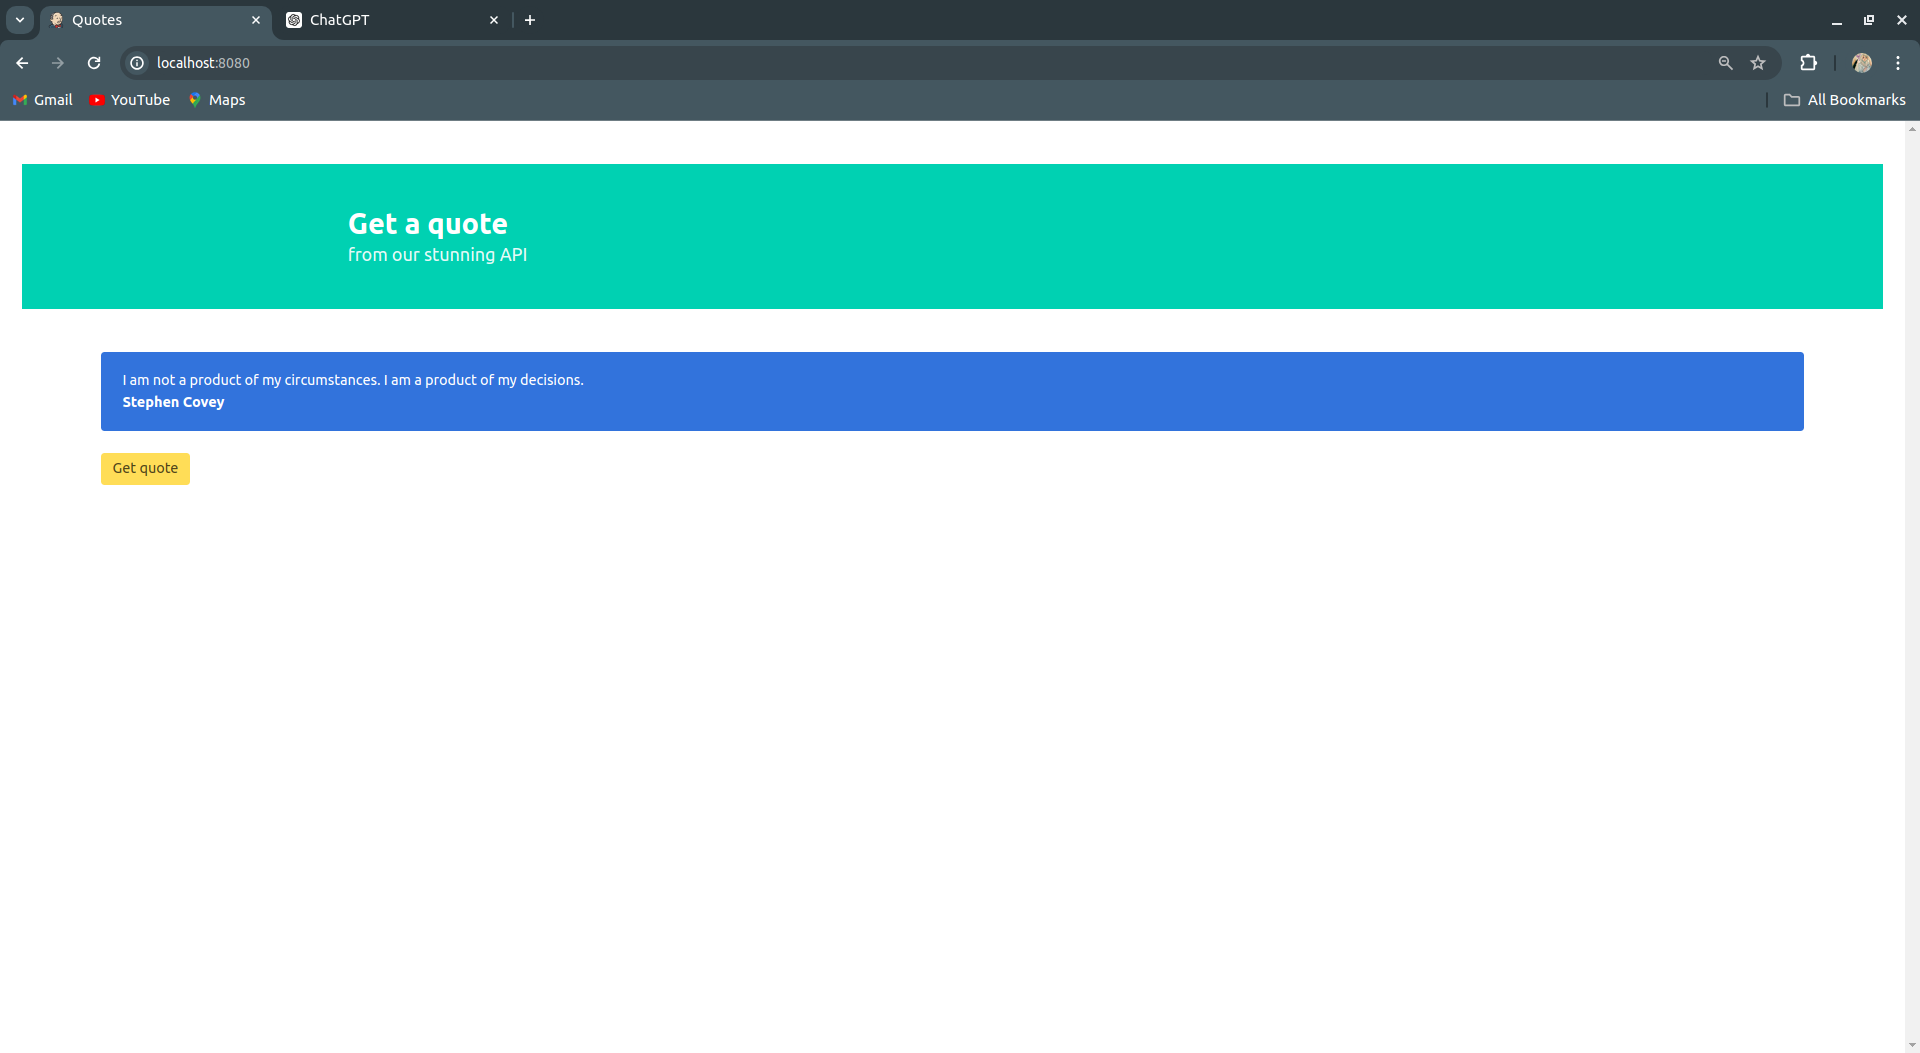 Quotes
ChatGPT
localhost:8080
Gmail
YouTube
Maps
All Bookmarks
Get a quote
from our stunning API
I am not a product of my circumstances. I am a product of my decisions.
Stephen Covey
Get quote